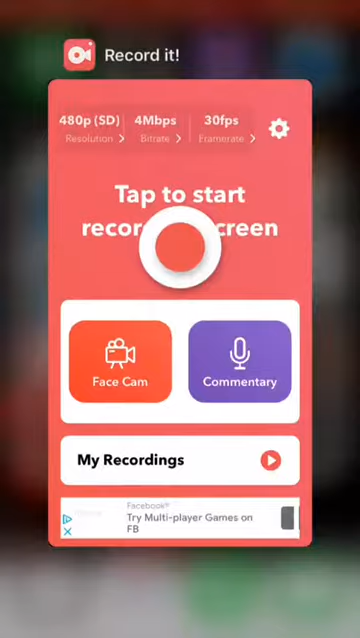 Record it!
480p (SD) 4Mbps 30fps
Resolution > Bitrate > Framerate >
Tap to start
screen
Face Cam Commentary
My Recordings
Facebook®
Try Multi-player Games on
FB